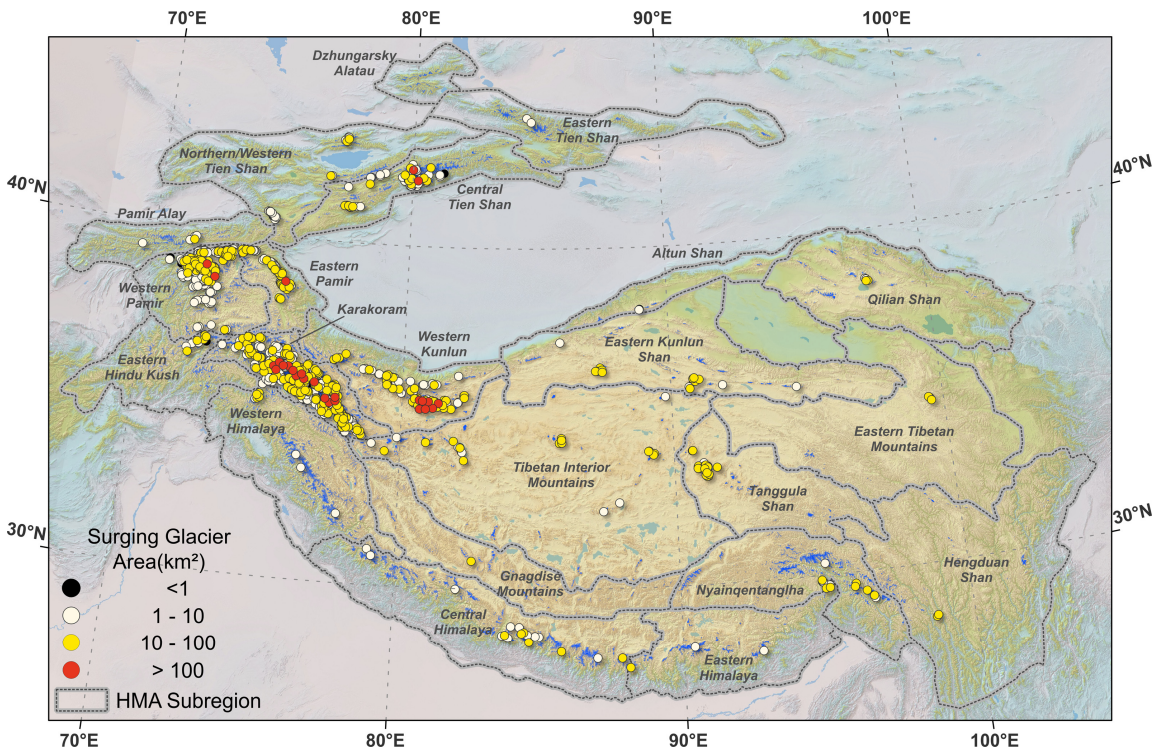 70°E 80°E 90°E 100°E
Dzhungarsky
Alatau
Eastern
Tien Shan
Northern/Western
Tien Shan
40°N
40°N
Central
Tien Shan
Pamir Alay
Altun Shan
Eastern
Pamir
Western
Pamir
Qilian Shan
Karakoram
Western
Kunlun
Eastern Kunlun
Shan
Eastern
Hindu Kush
Western
Himalaya
Eastern Tibetan
Mountains
Tibetan Interior
Mountains
Tanggula
Shan
30°N
30°N
Surging Glacier
Area(km²)
<1
1 - 10
10 - 100
> 100
HMA Subregion
Hengduan
Shan
Gnagdise
Mountains
Nyainqentanglha
Central
Himalaya
Eastern
Himalaya
70°E 80°E 90°E 100°E